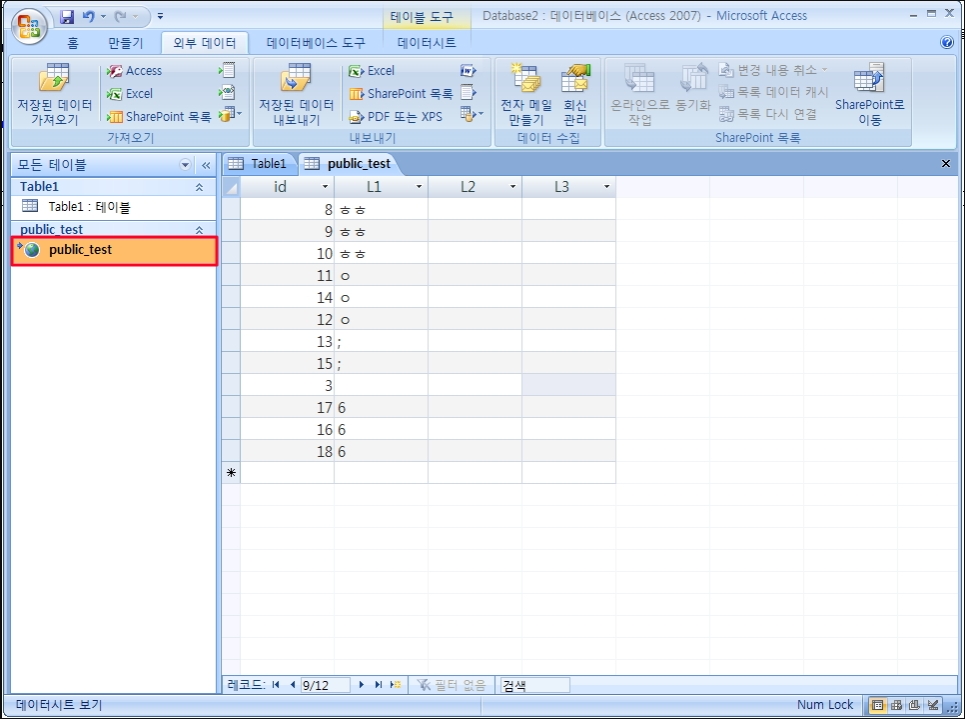 테이블 도구
Database2 : 데이터베이스 (Access 2007) - Microsoft Access
홈 만들기 외부 데이터 데이터베이스 도구 데이터시트
저장된 데이터 가져오기
Access
Excel
SharePoint 목록
가져오기
저장된 데이터 내보내기
Excel
SharePoint 목록
PDF 또는 XPS
내보내기
전자 메일 만들기
회신 관리
데이터 수집
온라인으로 작업
동기화
변경 내용 취소
목록 데이터 캐시
목록 다시 연결
SharePoint로 이동
SharePoint 목록
모든 테이블
Table1
Table1 : 테이블
public_test
public_test
Table1 public_test
id L1 L2 L3
8 ㅎㅎ
9 ㅎㅎ
10 ㅎㅎ
11 ㅇ
14 ㅇ
12 ㅇ
13 ;
15 ;
3
17 6
16 6
18 6
레코드: 9/12 필터 없음 검색
데이터시트 보기
Num Lock